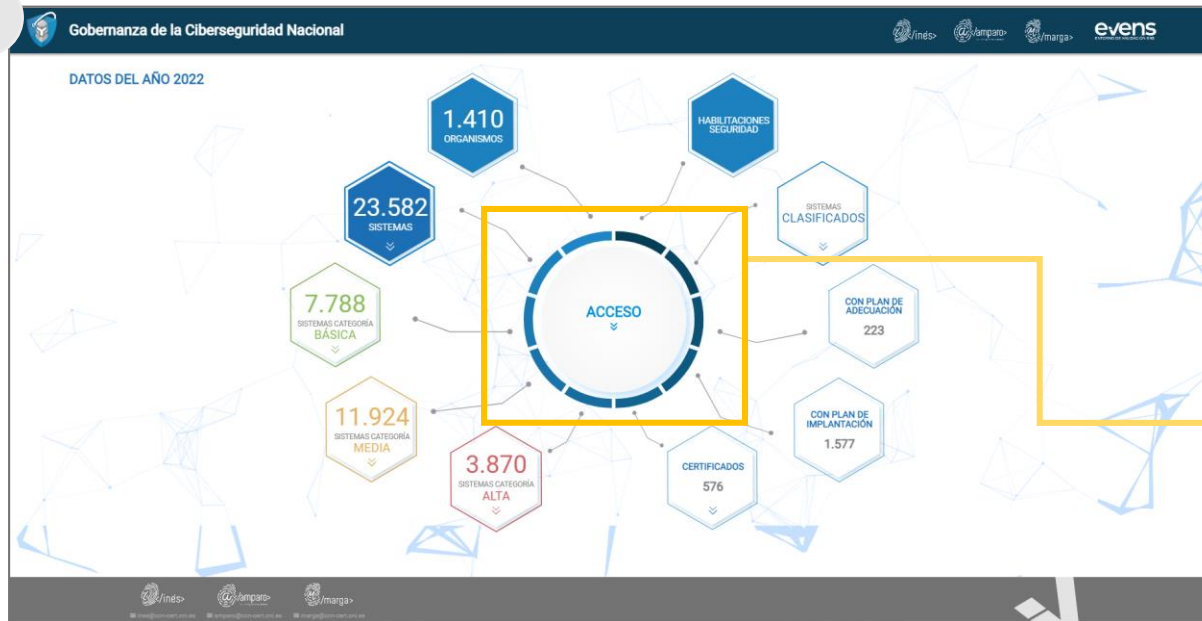 Gobernanza de la Ciberseguridad Nacional
/inés>
/amparo>
/marga>
evens
DATOS DEL AÑO 2022
1.410
ORGANISMOS
HABILITACIONES
SEGURIDAD
23.582
SISTEMAS
SISTEMAS
CLASIFICADOS
7.788
SISTEMAS CATEGORÍA
BÁSICA
ACCESO
CON PLAN DE
ADECUACIÓN
223
11.924
SISTEMAS CATEGORÍA
MEDIA
CON PLAN DE
IMPLANTACIÓN
1.577
3.870
SISTEMAS CATEGORÍA
ALTA
CERTIFICADOS
576
/inés>
/amparo>
/marga>